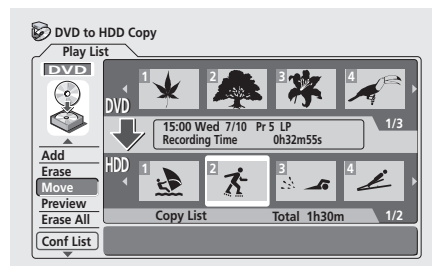 DVD to HDD Copy
Play List
DVD
DVD
1 2 3 4
15:00 Wed 7/10 Pr 5 LP
Recording Time 0h32m55s
1/3
HDD
1 2 3 4
Copy List Total 1h30m 1/2
Add
Erase
Move
Preview
Erase All
Conf List